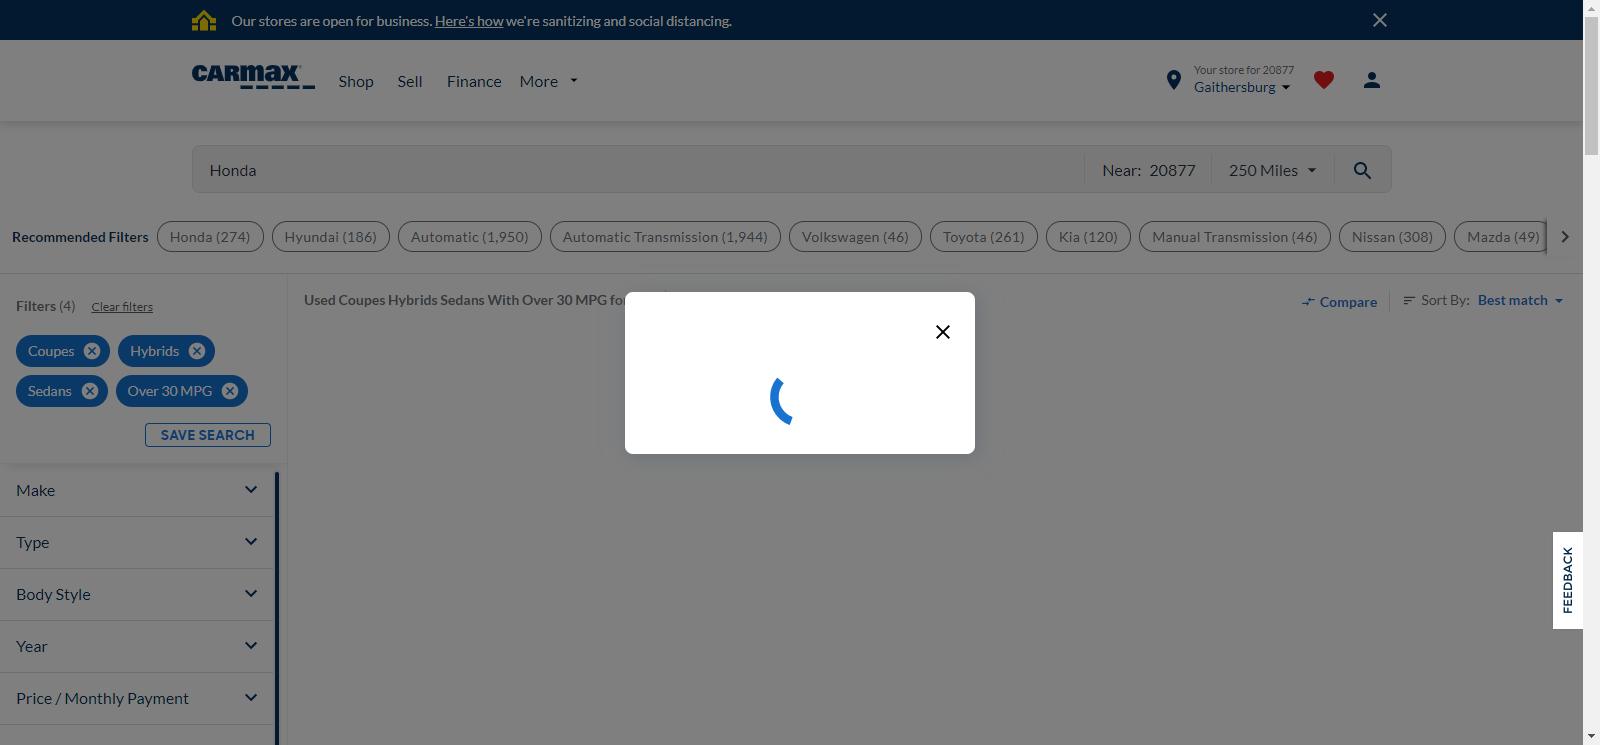 Our stores are open for business. Here's how we're sanitizing and social distancing.
CARMAX Shop Sell Finance More
Your store for 20877
Gaithersburg
Honda Near: 20877 250 Miles
Recommended Filters Honda (274) Hyundai (186) Automatic (1,950) Automatic Transmission (1,944) Volkswagen (46) Toyota (261) Kia (120) Manual Transmission (46) Nissan (308) Mazda (49)
Filters (4) Clear filters
Used Coupes Hybrids Sedans With Over 30 MPG
Compare Sort By: Best match
Coupes Hybrids
Sedans Over 30 MPG
SAVE SEARCH
Make
Type
Body Style
Year
Price / Monthly Payment
FEEDBACK